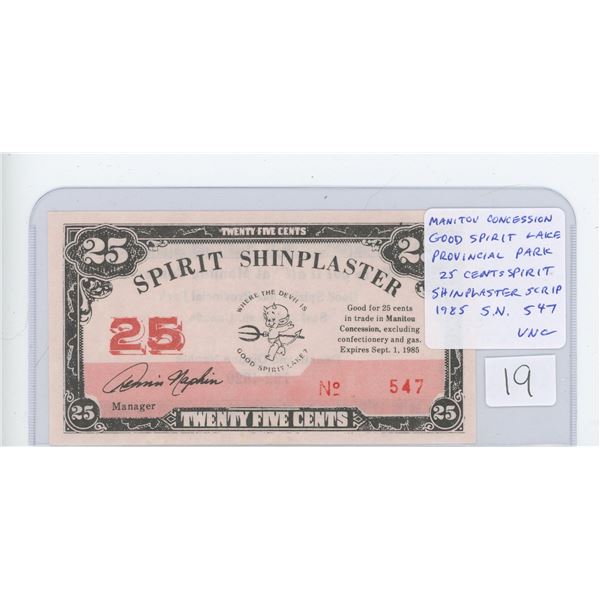 TWENTY FIVE CENTS
25
SPIRIT SHINPLASTER
WHERE THE DEVIL IS
GOOD SPIRIT LAKE?
25
Good for 25 cents
in trade in Manitou
Concession, excluding
confectionery and gas.
Expires Sept. 1, 1985
Nº 547
Manager
25
TWENTY FIVE CENTS
25
MANITOU CONCESSION
GOOD SPIRIT LAKE
PROVINCIAL PARK
25 CENTS SPIRIT
SHINPLASTER SCRIP
1985 S.N. 547
UNC
19